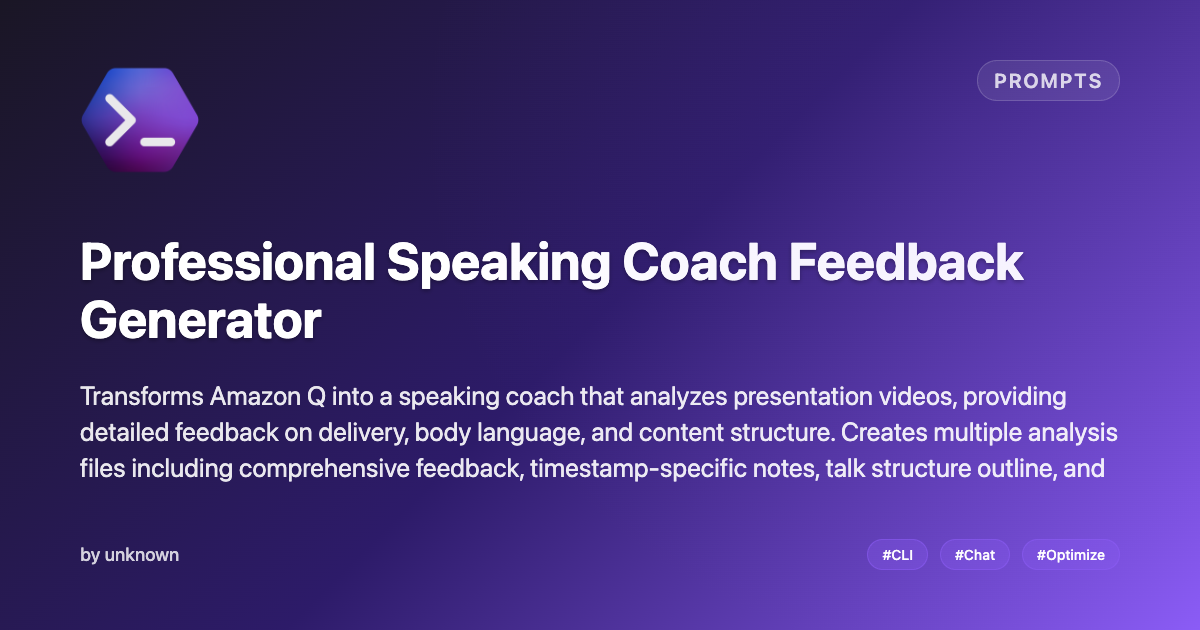 PROMPTS
Professional Speaking Coach Feedback
Generator
Transforms Amazon Q into a speaking coach that analyzes presentation videos, providing
detailed feedback on delivery, body language, and content structure. Creates multiple analysis
files including comprehensive feedback, timestamp-specific notes, talk structure outline, and
by unknown
#CLI
#Chat
#Optimize